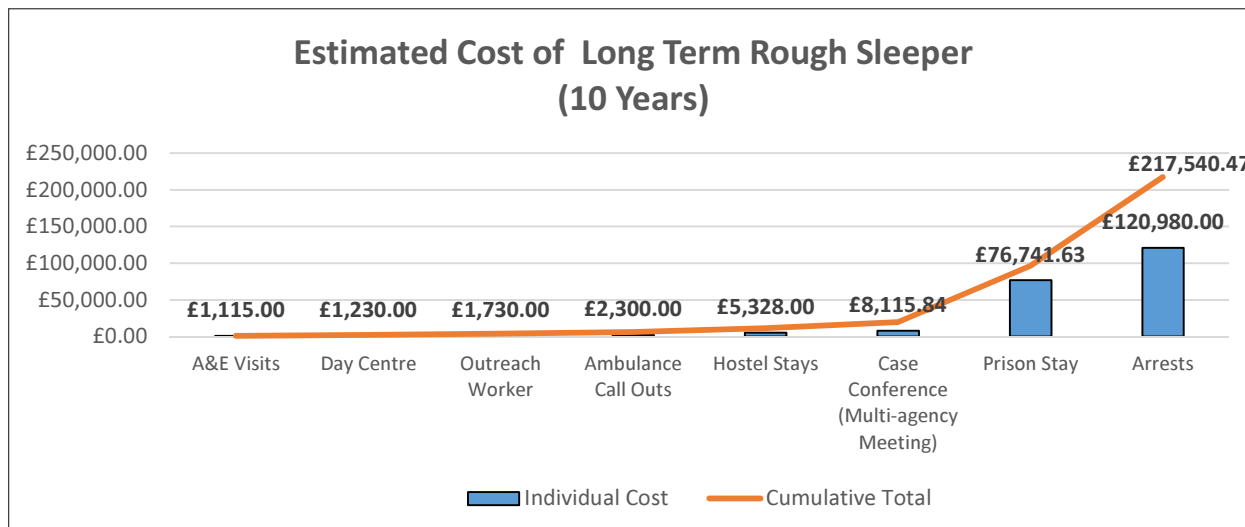 Estimated Cost of Long Term Rough Sleeper
(10 Years)
£250,000.00
£200,000.00
£150,000.00
£100,000.00
£50,000.00
£0.00
£1,115.00
£1,230.00
£1,730.00
£2,300.00
£5,328.00
£8,115.84
£76,741.63
£120,980.00
£217,540.47
A&E Visits
Day Centre
Outreach
Worker
Ambulance
Call Outs
Hostel Stays
Case
Conference
(Multi-agency
Meeting)
Prison Stay
Arrests
Individual Cost
Cumulative Total